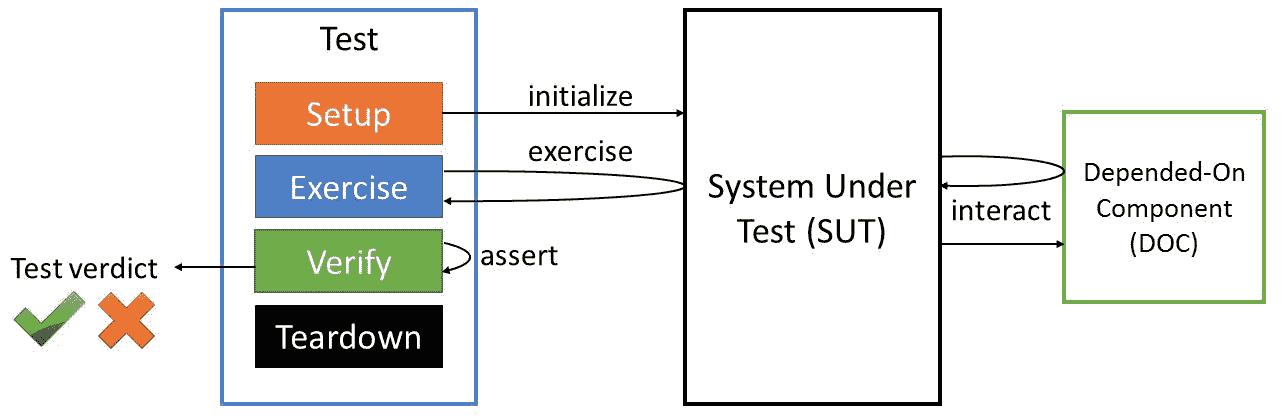 Test
Setup
initialize
Exercise
exercise
Verify
assert
Test verdict
Teardown
System Under
Test (SUT)
interact
Depended-On
Component
(DOC)